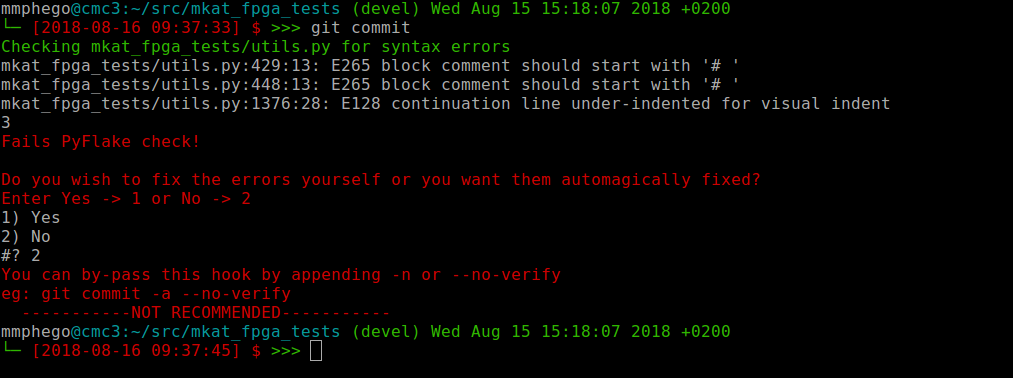 mmphego@cmc3:~/src/mkat_fpga_tests (devel) Wed Aug 15 15:18:07 2018 +0200
└─ [2018-08-16 09:37:33] $ >>> git commit
Checking mkat_fpga_tests/utils.py for syntax errors
mkat_fpga_tests/utils.py:429:13: E265 block comment should start with '# '
mkat_fpga_tests/utils.py:448:13: E265 block comment should start with '# '
mkat_fpga_tests/utils.py:1376:28: E128 continuation line under-indented for visual indent
3
Fails PyFlake check!
Do you wish to fix the errors yourself or you want them automagically fixed?
Enter Yes -> 1 or No -> 2
1) Yes
2) No
#? 2
You can by-pass this hook by appending -n or --no-verify
eg: git commit -a --no-verify
  -----------NOT RECOMMENDED-----------
mmphego@cmc3:~/src/mkat_fpga_tests (devel) Wed Aug 15 15:18:07 2018 +0200
└─ [2018-08-16 09:37:45] $ >>>